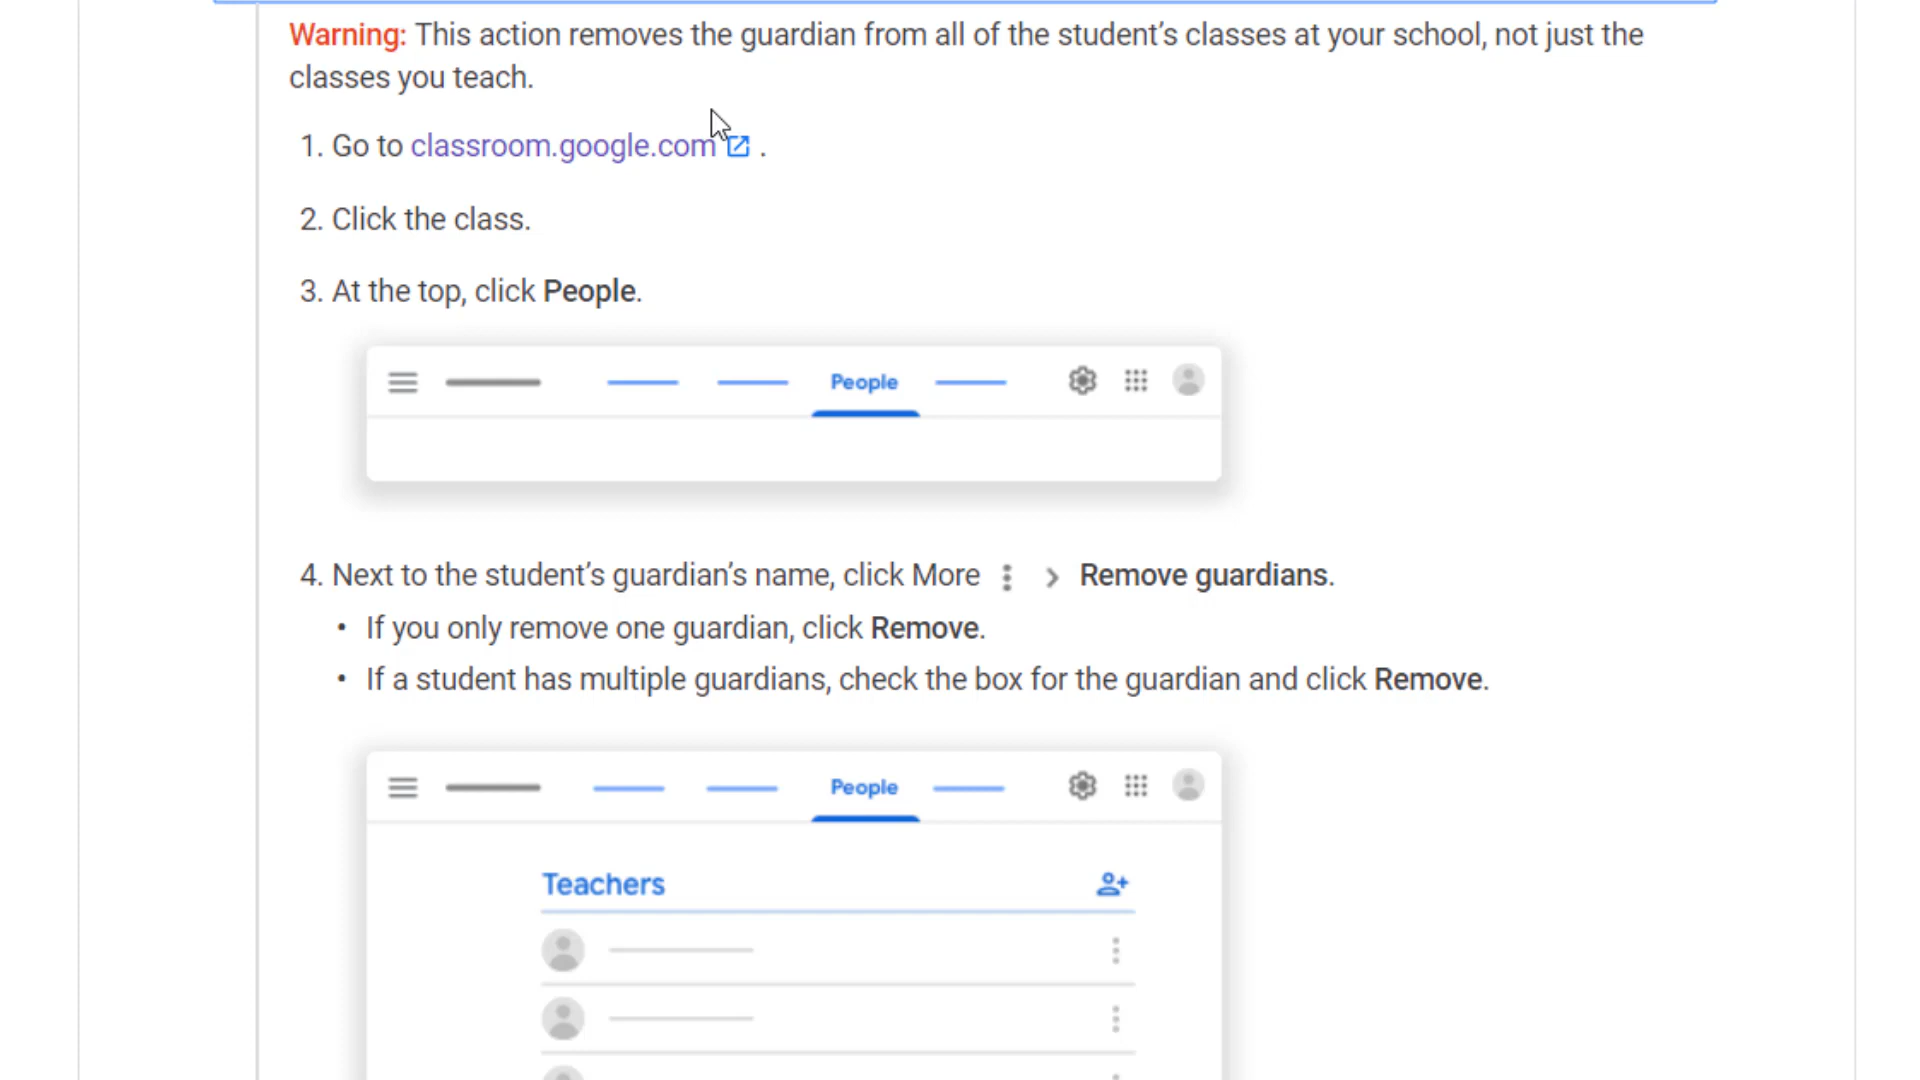 Warning: This action removes the guardian from all of the student’s classes at your school, not just the
classes you teach.
1. Go to classroom.google.com .
2. Click the class.
3. At the top, click People.
People
4. Next to the student’s guardian’s name, click More > Remove guardians.
• If you only remove one guardian, click Remove.
• If a student has multiple guardians, check the box for the guardian and click Remove.
People
Teachers